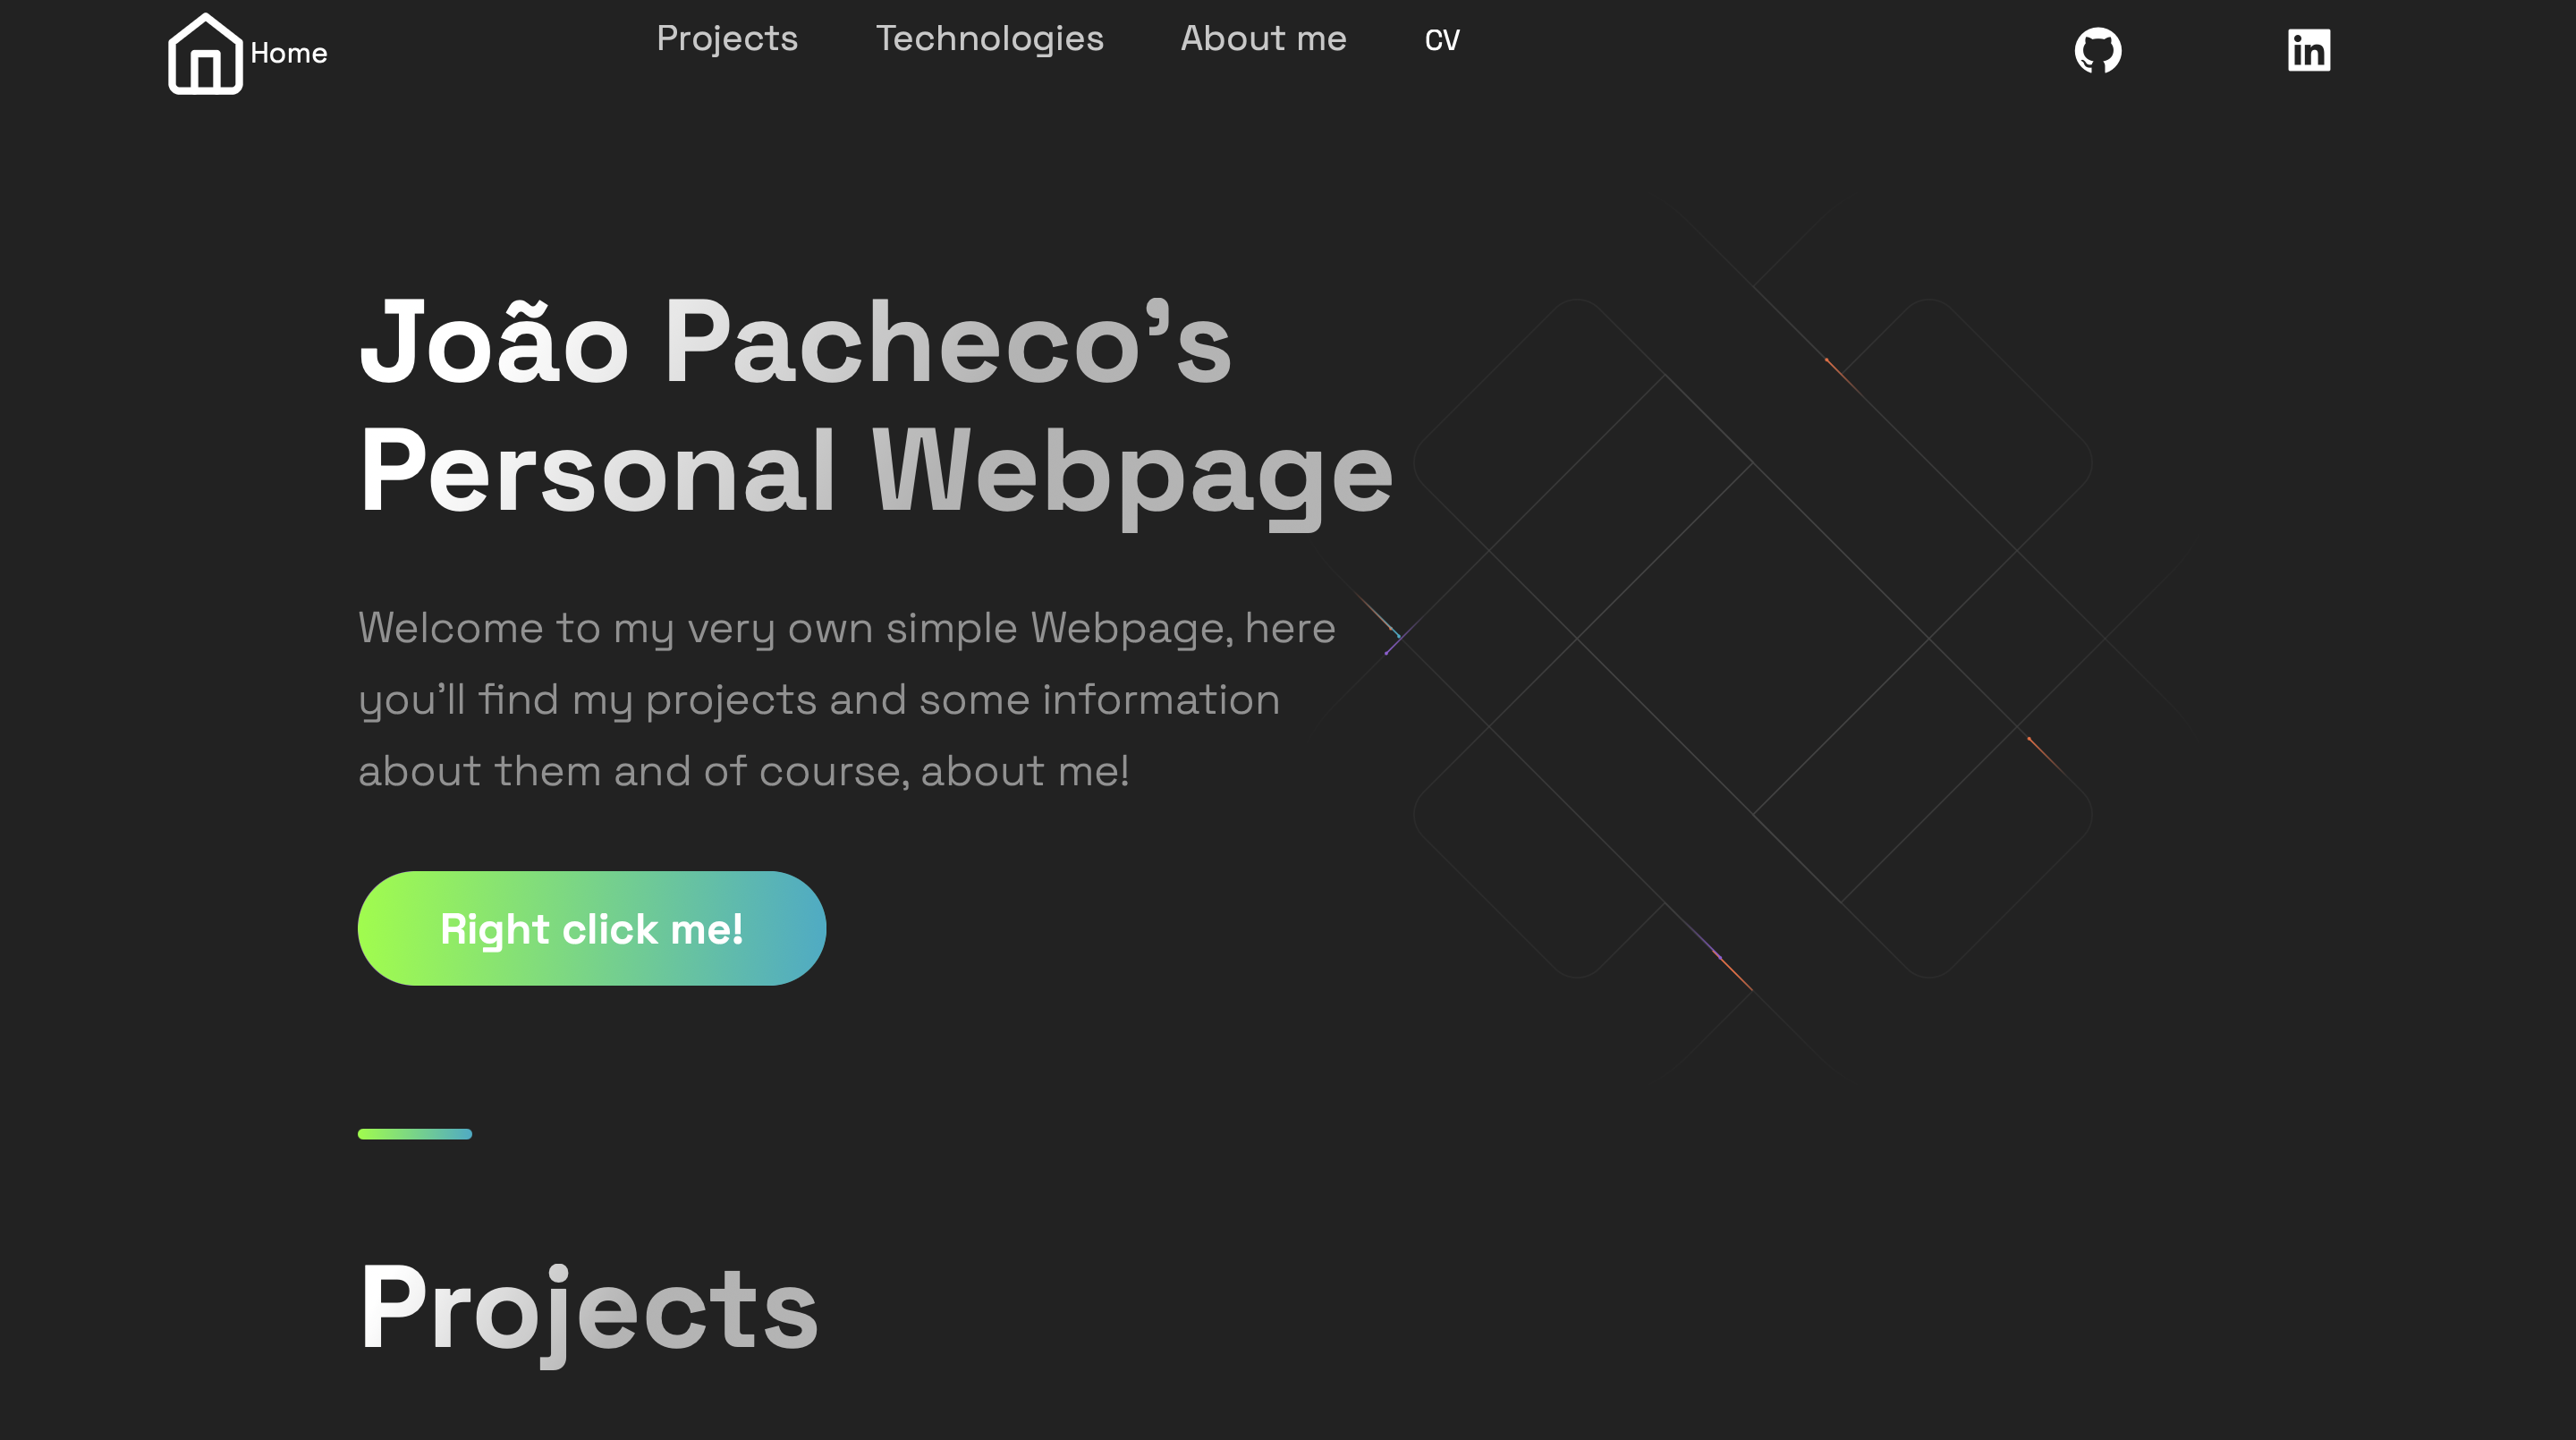 Home
Projects
Technologies
About me
CV
João Pacheco’s
Personal Webpage
Welcome to my very own simple Webpage, here
you’ll find my projects and some information
about them and of course, about me!
Right click me!
Projects